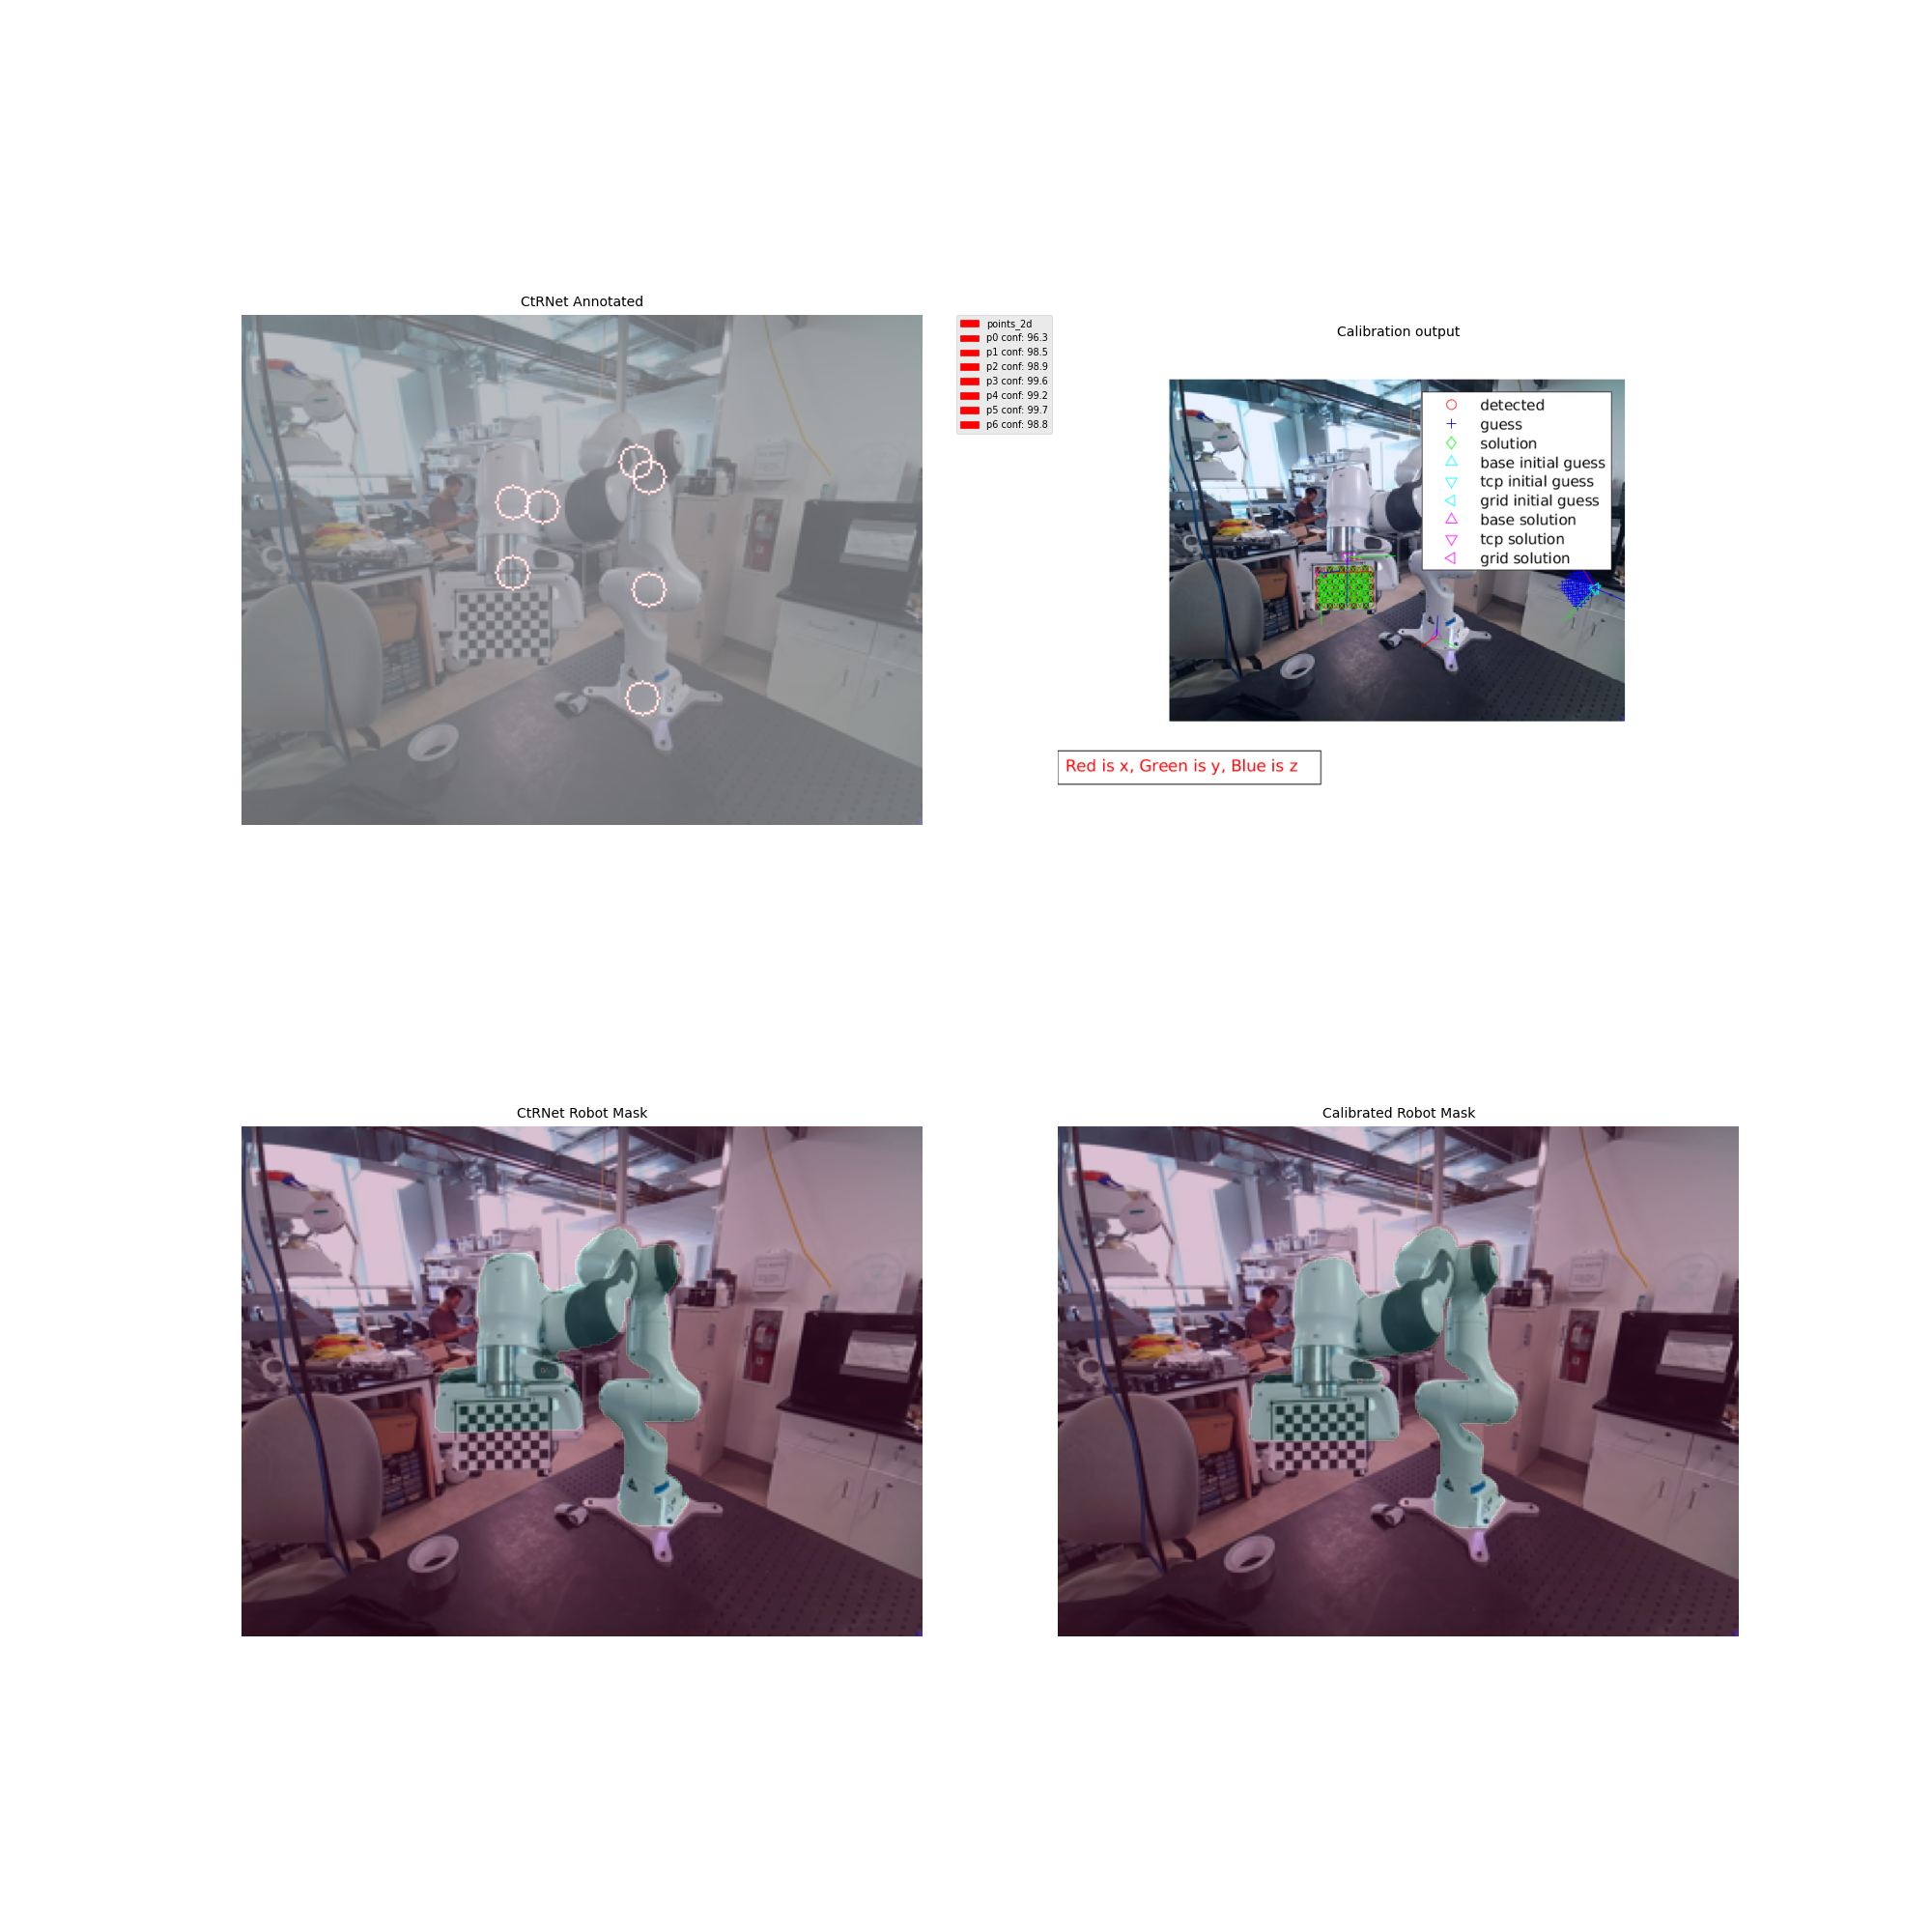 CtRNet Annotated
points_2d
p0 conf: 96.3
p1 conf: 98.5
p2 conf: 98.9
p3 conf: 99.6
p4 conf: 99.2
p5 conf: 99.7
p6 conf: 98.8
Calibration output
detected
guess
solution
base initial guess
tcp initial guess
grid initial guess
base solution
tcp solution
grid solution
Red is x, Green is y, Blue is z
CtRNet Robot Mask
Calibrated Robot Mask